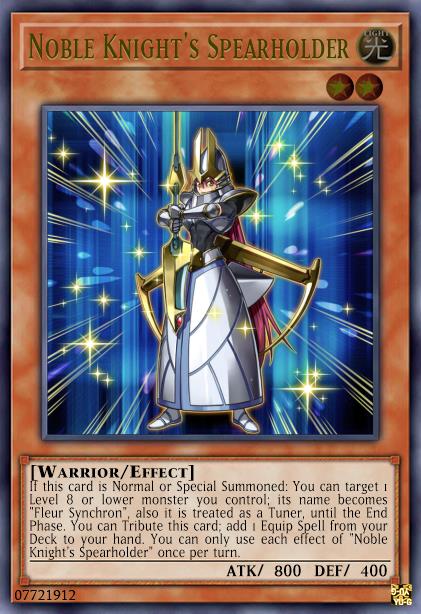 Noble Knight's Spearholder
LIGHT
光
[Warrior/Effect]
If this card is Normal or Special Summoned: You can target 1
Level 8 or lower monster you control; its name becomes
"Fleur Synchron", also it is treated as a Tuner, until the End
Phase. You can Tribute this card; add 1 Equip Spell from your
Deck to your hand. You can only use each effect of "Noble
Knight's Spearholder" once per turn.
ATK/ 800 DEF/ 400
07721912